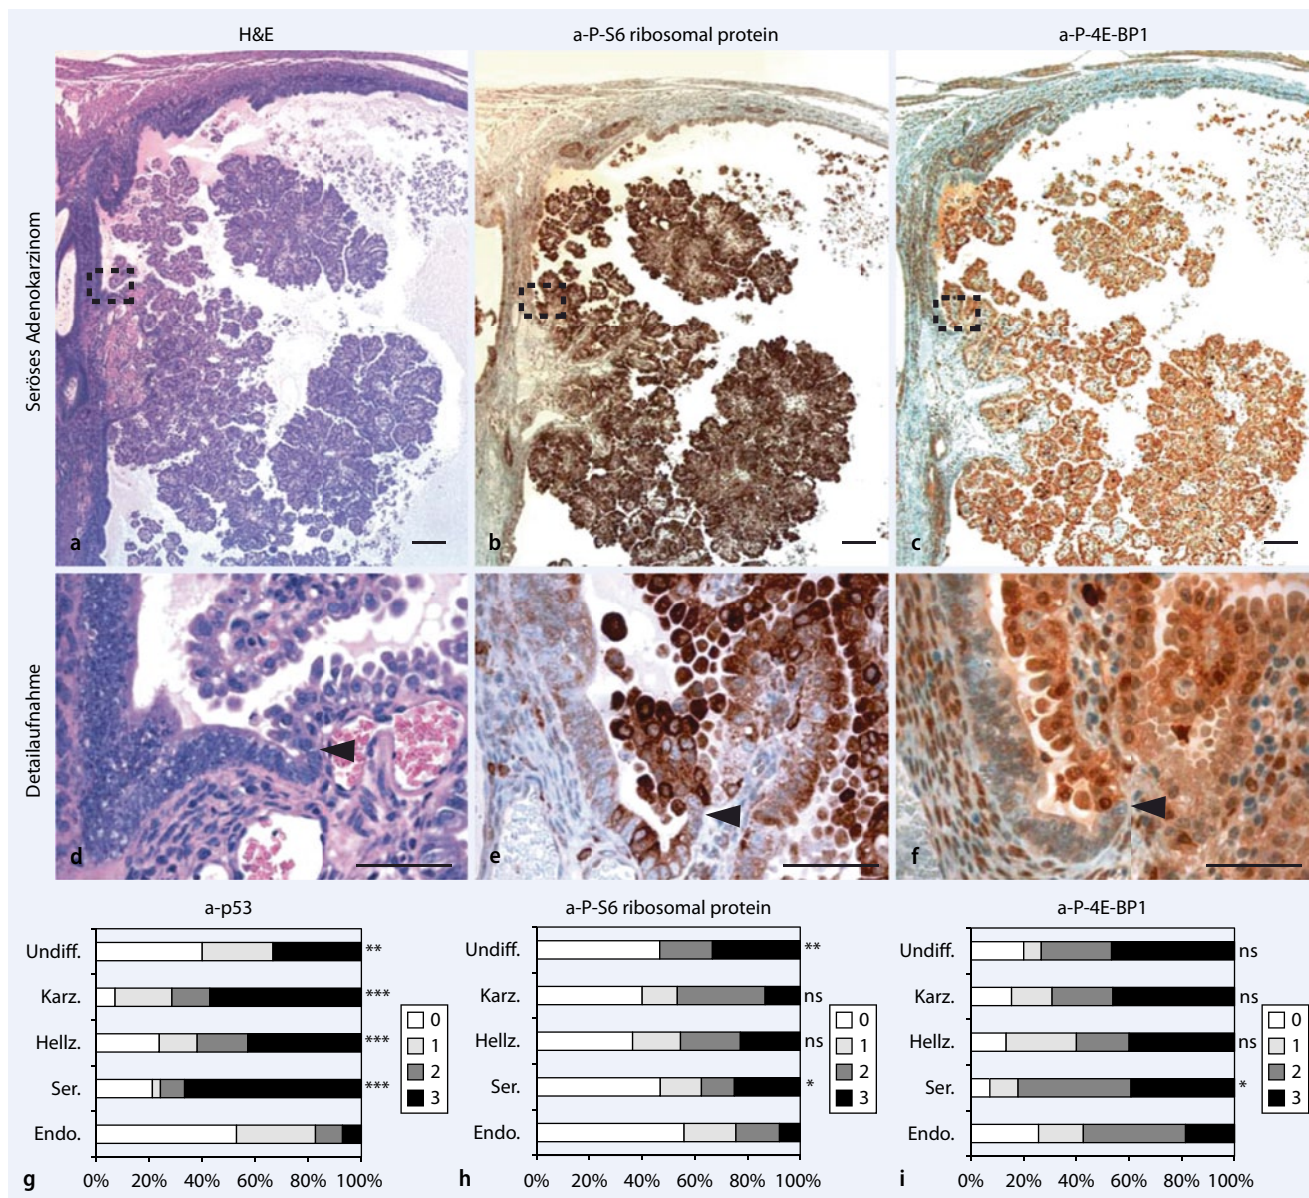 H&E
a-P-S6 ribosomal protein
a-P-4E-BP1
Seröses Adenokarzinom
a
b
c
Detailaufnahme
d
e
f
a-p53
Undiff.
**
Karz.
***
Hellz.
***
Ser.
***
Endo.
0
1
2
3
g
0% 20% 40% 60% 80% 100%
a-P-S6 ribosomal protein
Undiff.
**
Karz.
ns
Hellz.
ns
Ser.
*
Endo.
0
1
2
3
h
0% 20% 40% 60% 80% 100%
a-P-4E-BP1
Undiff.
ns
Karz.
ns
Hellz.
ns
Ser.
*
Endo.
0
1
2
3
i
0% 20% 40% 60% 80% 100%